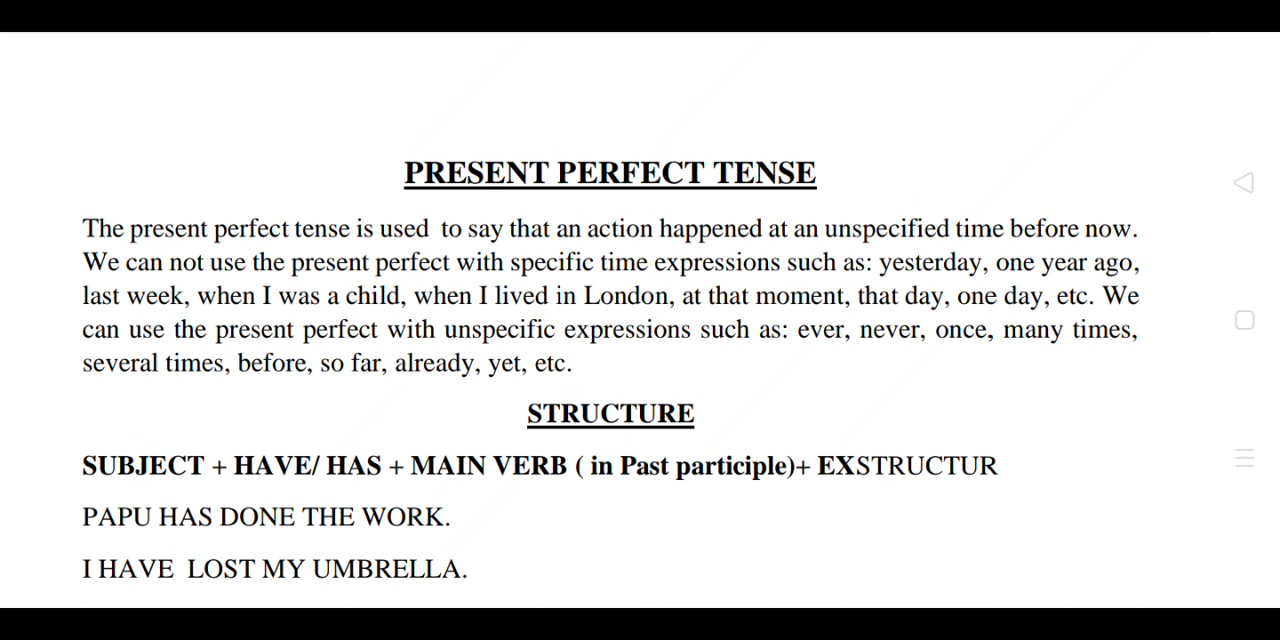 PRESENT PERFECT TENSE
The present perfect tense is used  to say that an action happened at an unspecified time before now.
We can not use the present perfect with specific time expressions such as: yesterday, one year ago,
last week, when I was a child, when I lived in London, at that moment, that day, one day, etc. We
can use the present perfect with unspecific expressions such as: ever, never, once, many times,
several times, before, so far, already, yet, etc.
STRUCTURE
SUBJECT + HAVE/ HAS + MAIN VERB ( in Past participle)+ EXSTRUCTUR
PAPU HAS DONE THE WORK.
I HAVE  LOST MY UMBRELLA.